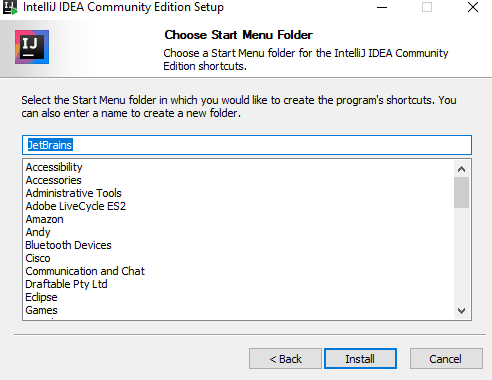 IntelliJ IDEA Community Edition Setup
IJ
Choose Start Menu Folder
Choose a Start Menu folder for the IntelliJ IDEA Community
Edition shortcuts.
Select the Start Menu folder in which you would like to create the program's shortcuts. You
can also enter a name to create a new folder.
JetBrains
Accessibility
Accessories
Administrative Tools
Adobe LiveCycle ES2
Amazon
Andy
Bluetooth Devices
Cisco
Communication and Chat
Draftable Pty Ltd
Eclipse
Games
< Back
Install
Cancel